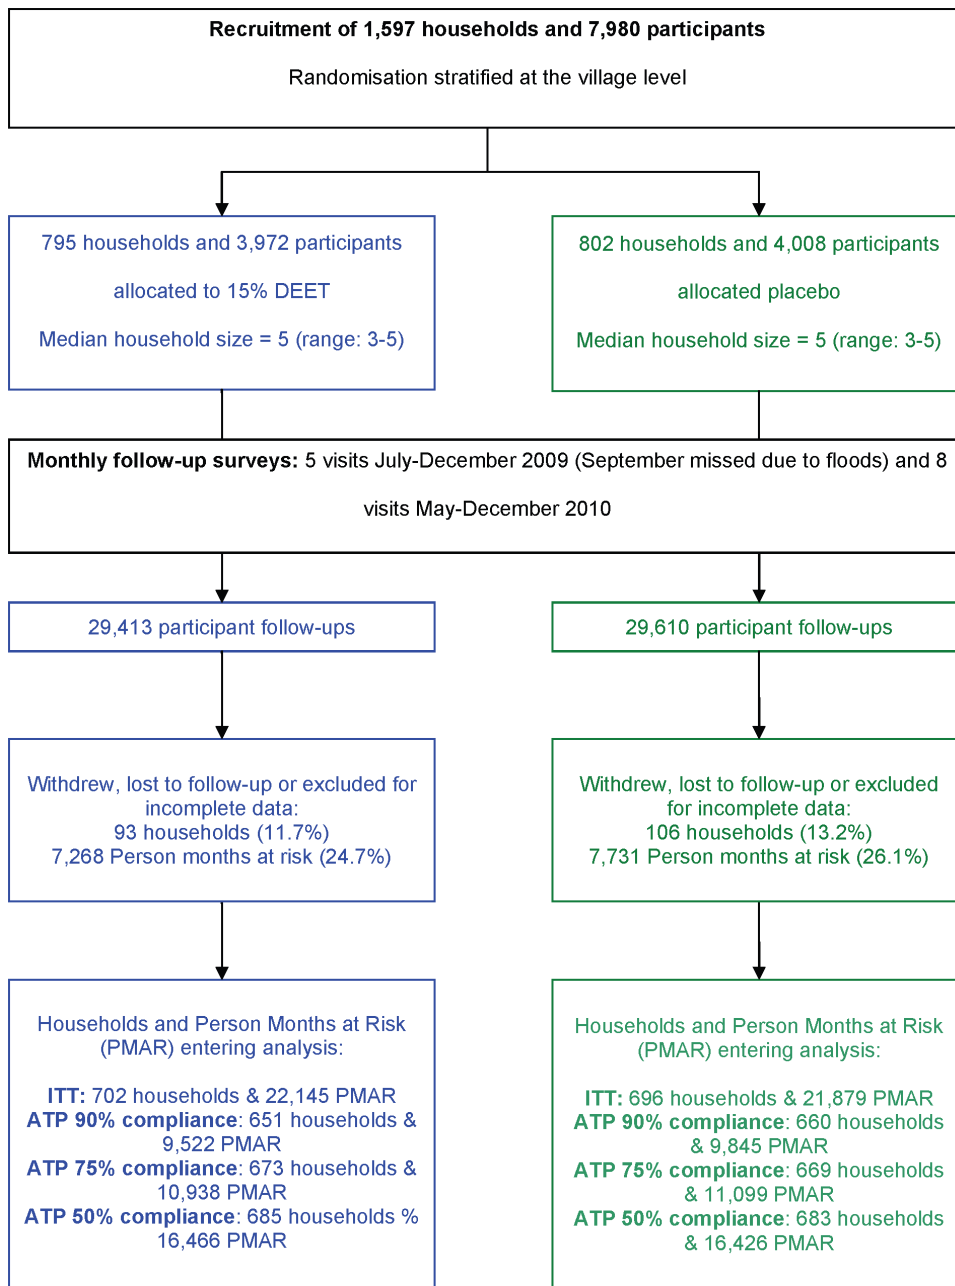 Recruitment of 1,597 households and 7,980 participants
Randomisation stratified at the village level
795 households and 3,972 participants
allocated to 15% DEET
Median household size = 5 (range: 3-5)
802 households and 4,008 participants
allocated placebo
Median household size = 5 (range: 3-5)
Monthly follow-up surveys: 5 visits July-December 2009 (September missed due to floods) and 8
visits May-December 2010
29,413 participant follow-ups
29,610 participant follow-ups
Withdrew, lost to follow-up or excluded for
incomplete data:
93 households (11.7%)
7,268 Person months at risk (24.7%)
Withdrew, lost to follow-up or excluded
for incomplete data:
106 households (13.2%)
7,731 Person months at risk (26.1%)
Households and Person Months at Risk
(PMAR) entering analysis:
ITT: 702 households & 22,145 PMAR
ATP 90% compliance: 651 households &
9,522 PMAR
ATP 75% compliance: 673 households &
10,938 PMAR
ATP 50% compliance: 685 households %
16,466 PMAR
Households and Person Months at Risk
(PMAR) entering analysis:
ITT: 696 households & 21,879 PMAR
ATP 90% compliance: 660 households
& 9,845 PMAR
ATP 75% compliance: 669 households
& 11,099 PMAR
ATP 50% compliance: 683 households
& 16,426 PMAR